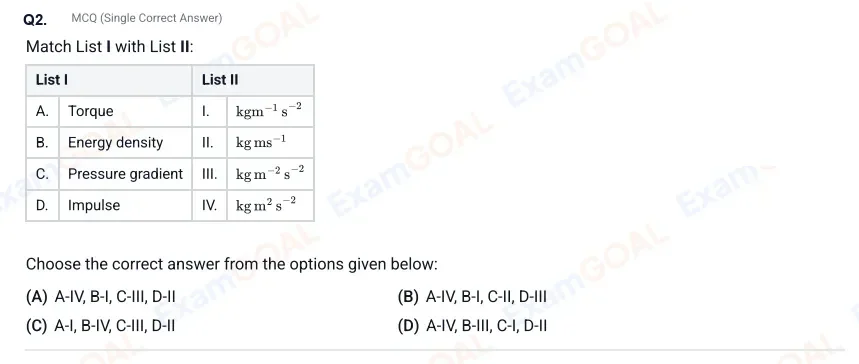 Q2. MCQ (Single Correct Answer)
Match List I with List II:
List I List II
A. Torque I. kgm⁻¹ s⁻²
B. Energy density II. kg ms⁻¹
C. Pressure gradient III. kg m⁻² s⁻²
D. Impulse IV. kg m² s⁻²
Choose the correct answer from the options given below:
(A) A-IV, B-I, C-III, D-II (B) A-IV, B-I, C-II, D-III
(C) A-I, B-IV, C-III, D-II (D) A-IV, B-III, C-I, D-II
ExamGOAL